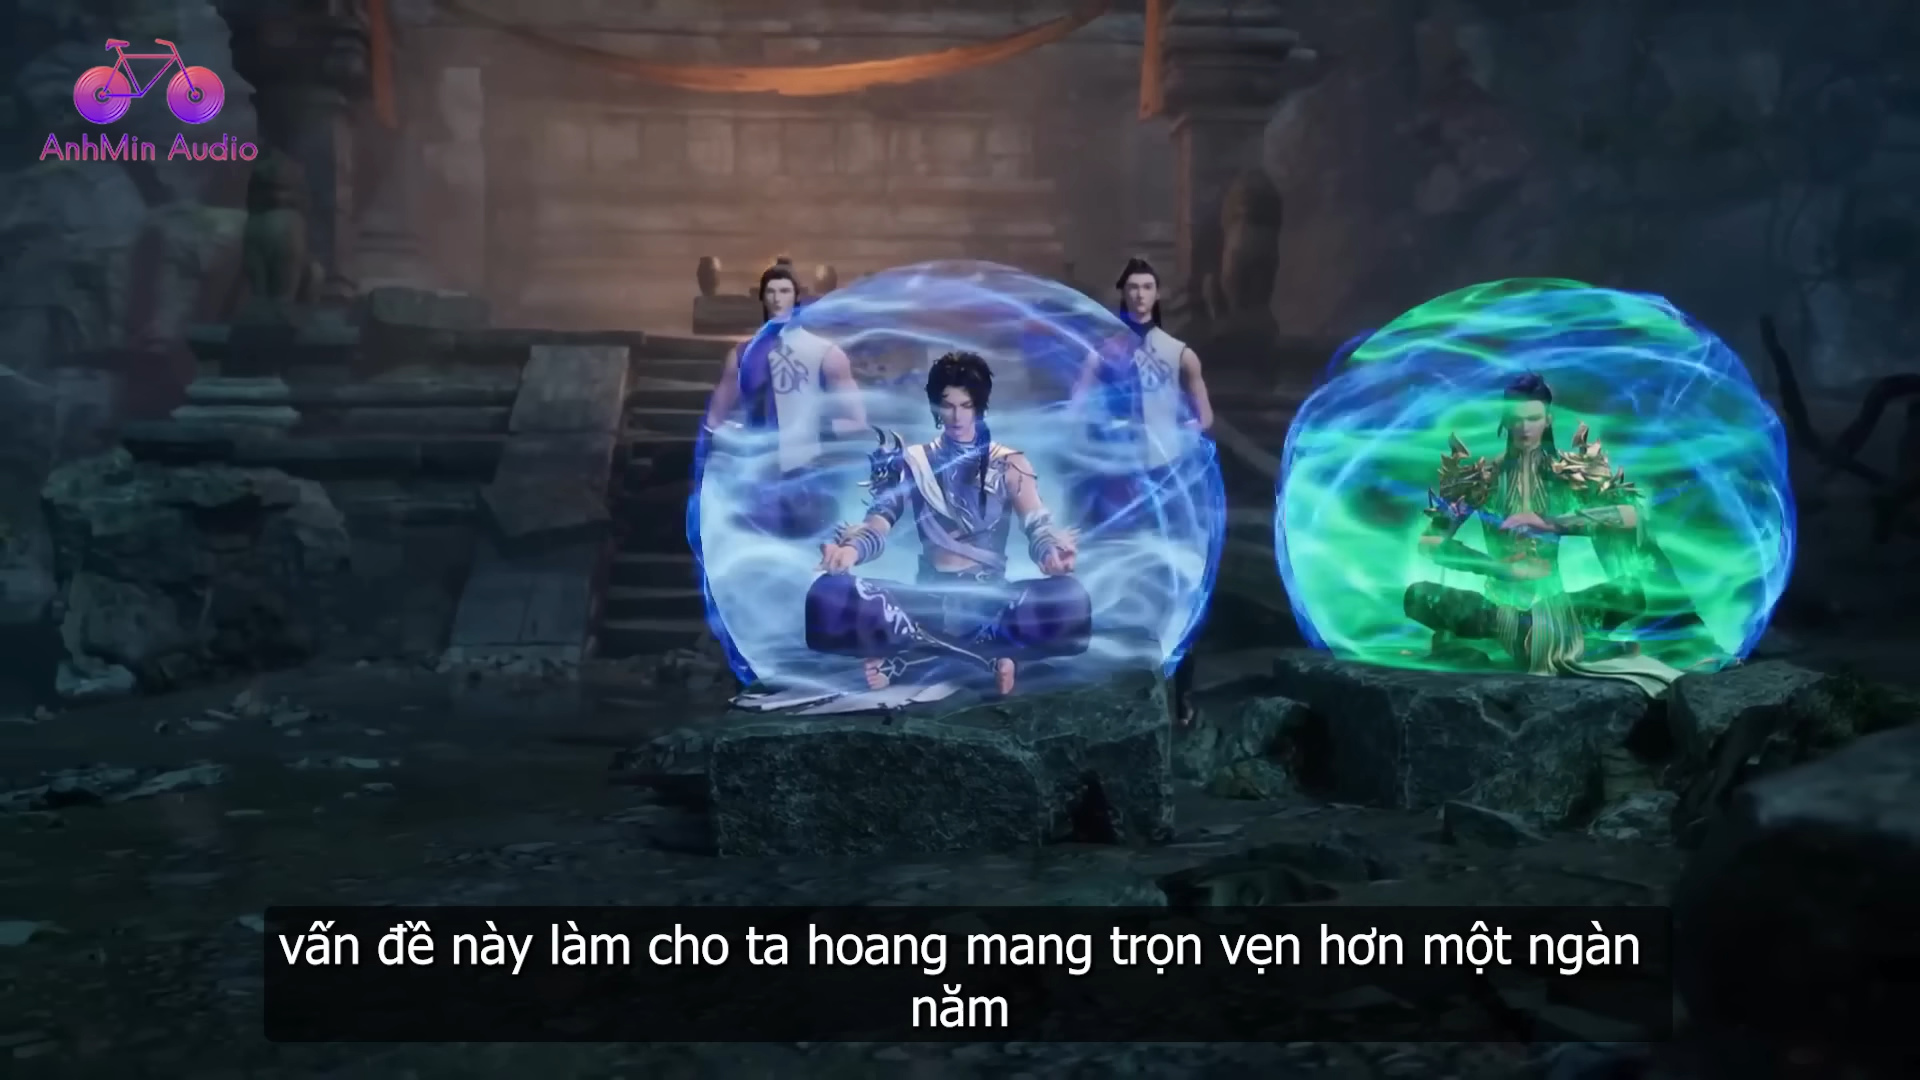 AnhMin Audio
vấn đề này làm cho ta hoang mang trọn vẹn hơn một ngàn
năm